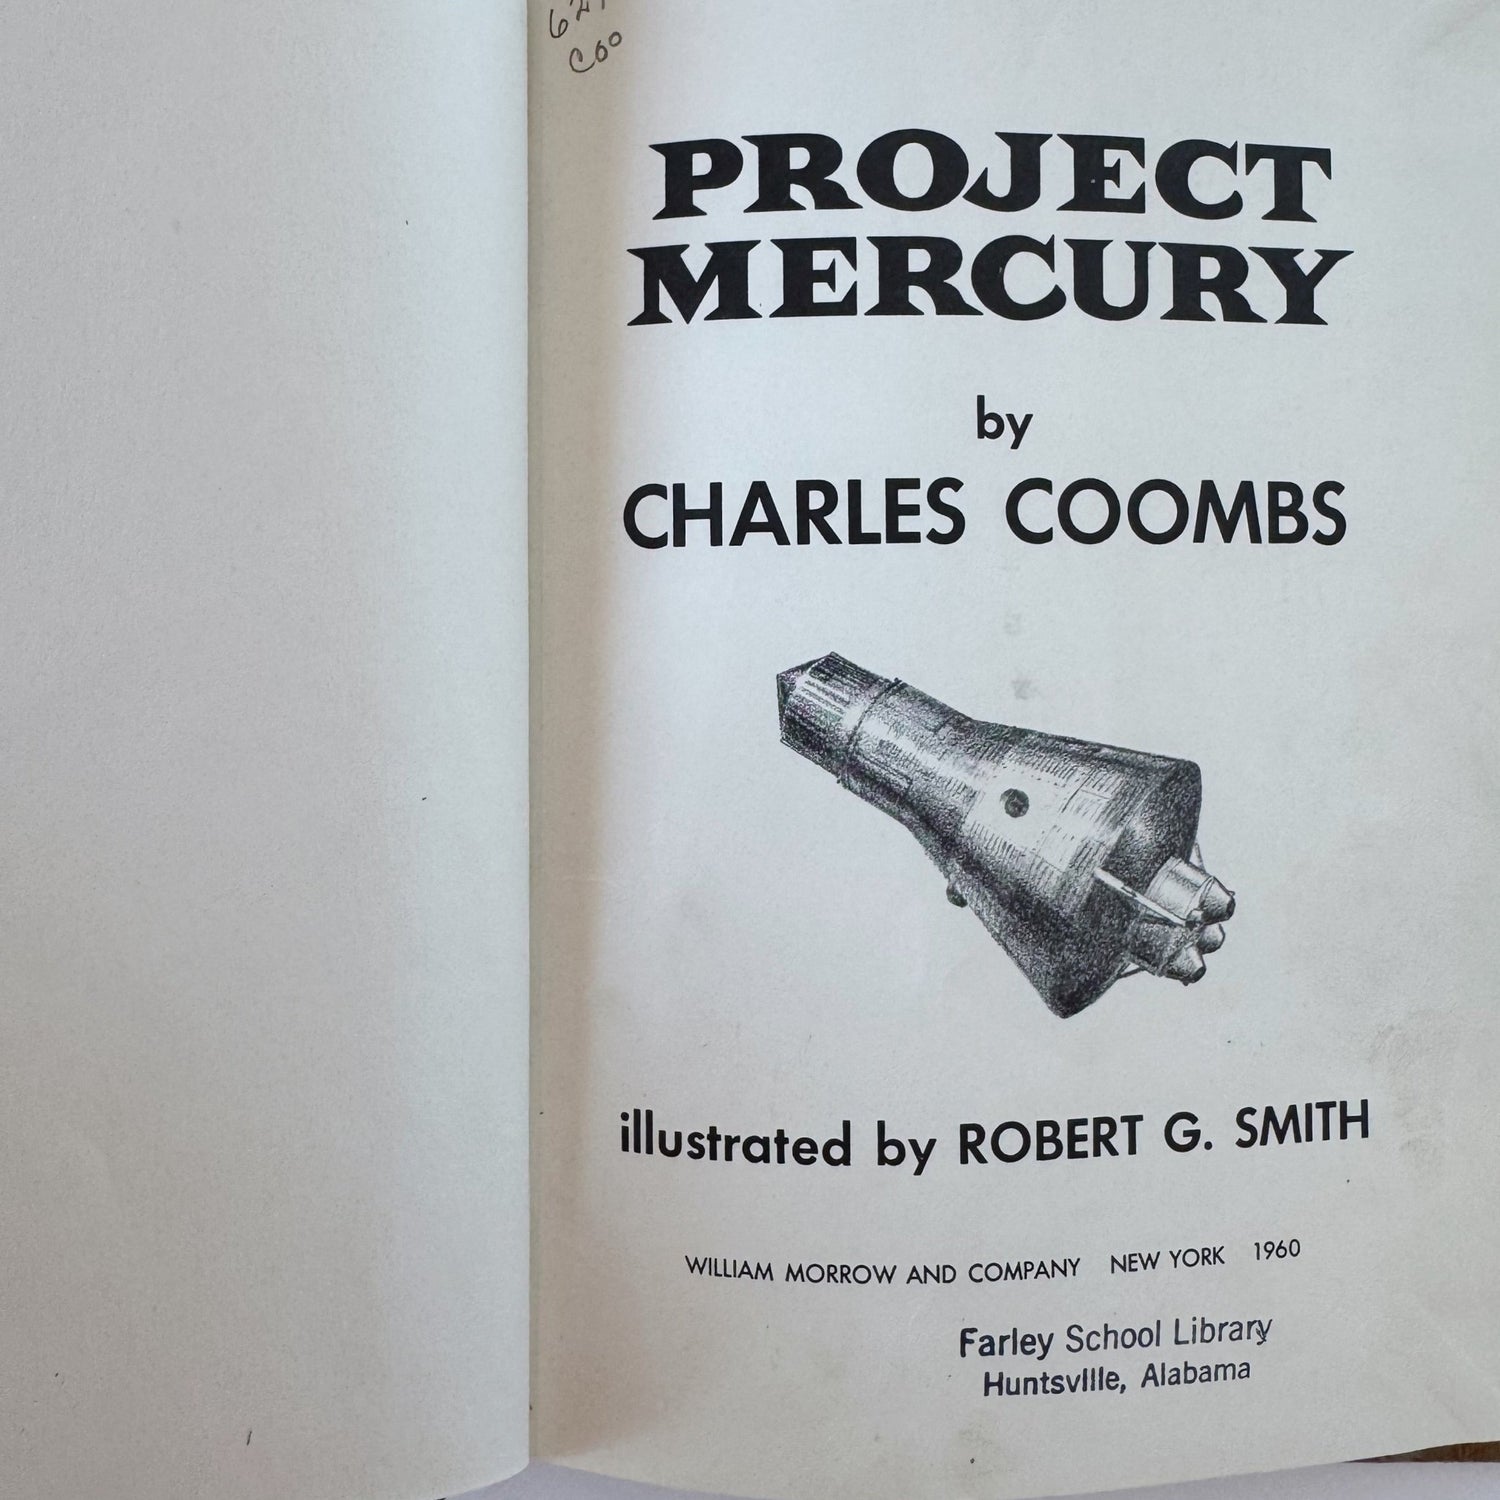 Coo
PROJECT
MERCURY
by
CHARLES COOMBS
illustrated by ROBERT G. SMITH
WILLIAM MORROW AND COMPANY NEW YORK 1960
Farley School Library
Huntsville, Alabama